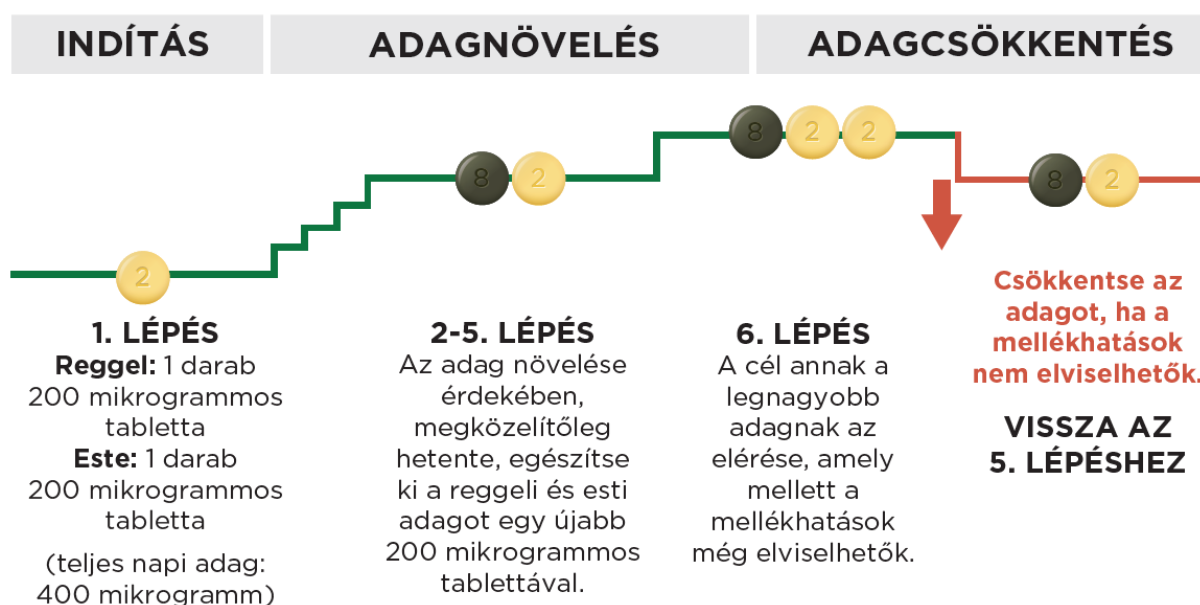 INDÍTÁS
ADAGNÖVELÉS
ADAGCSÖKKENTÉS
8 2 2
8 2
8 2
2
1. LÉPÉS
Reggel: 1 darab
200 mikrogrammos
tabletta
Este: 1 darab
200 mikrogrammos
tabletta
(teljes napi adag:
400 mikrogramm)
2-5. LÉPÉS
Az adag növelése
érdekében,
megközelítőleg
hetente, egészítse
ki a reggeli és esti
adagot egy újabb
200 mikrogrammos
tablettával.
6. LÉPÉS
A cél annak a
legnagyobb
adagnak az
elérése, amely
mellett a
mellékhatások
még elviselhetők.
Csökkentse az
adagot, ha a
mellékhatások
nem elviselhetők.
VISSZA AZ
5. LÉPÉSHEZ